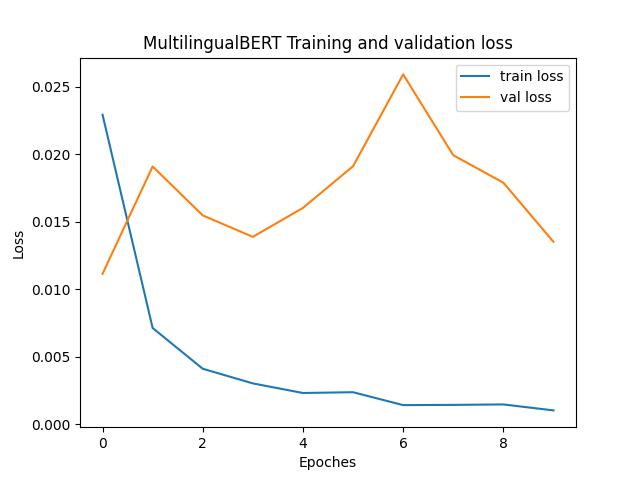 MultilingualBERT Training and validation loss
train loss
val loss
0.025
0.020
0.015
0.010
0.005
0.000
Loss
0 2 4 6 8
Epoches